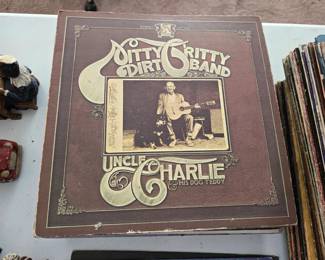 NITTY GRITTY
DIRT BAND
UNCLE CHARLIE
& HIS DOG TEDDY